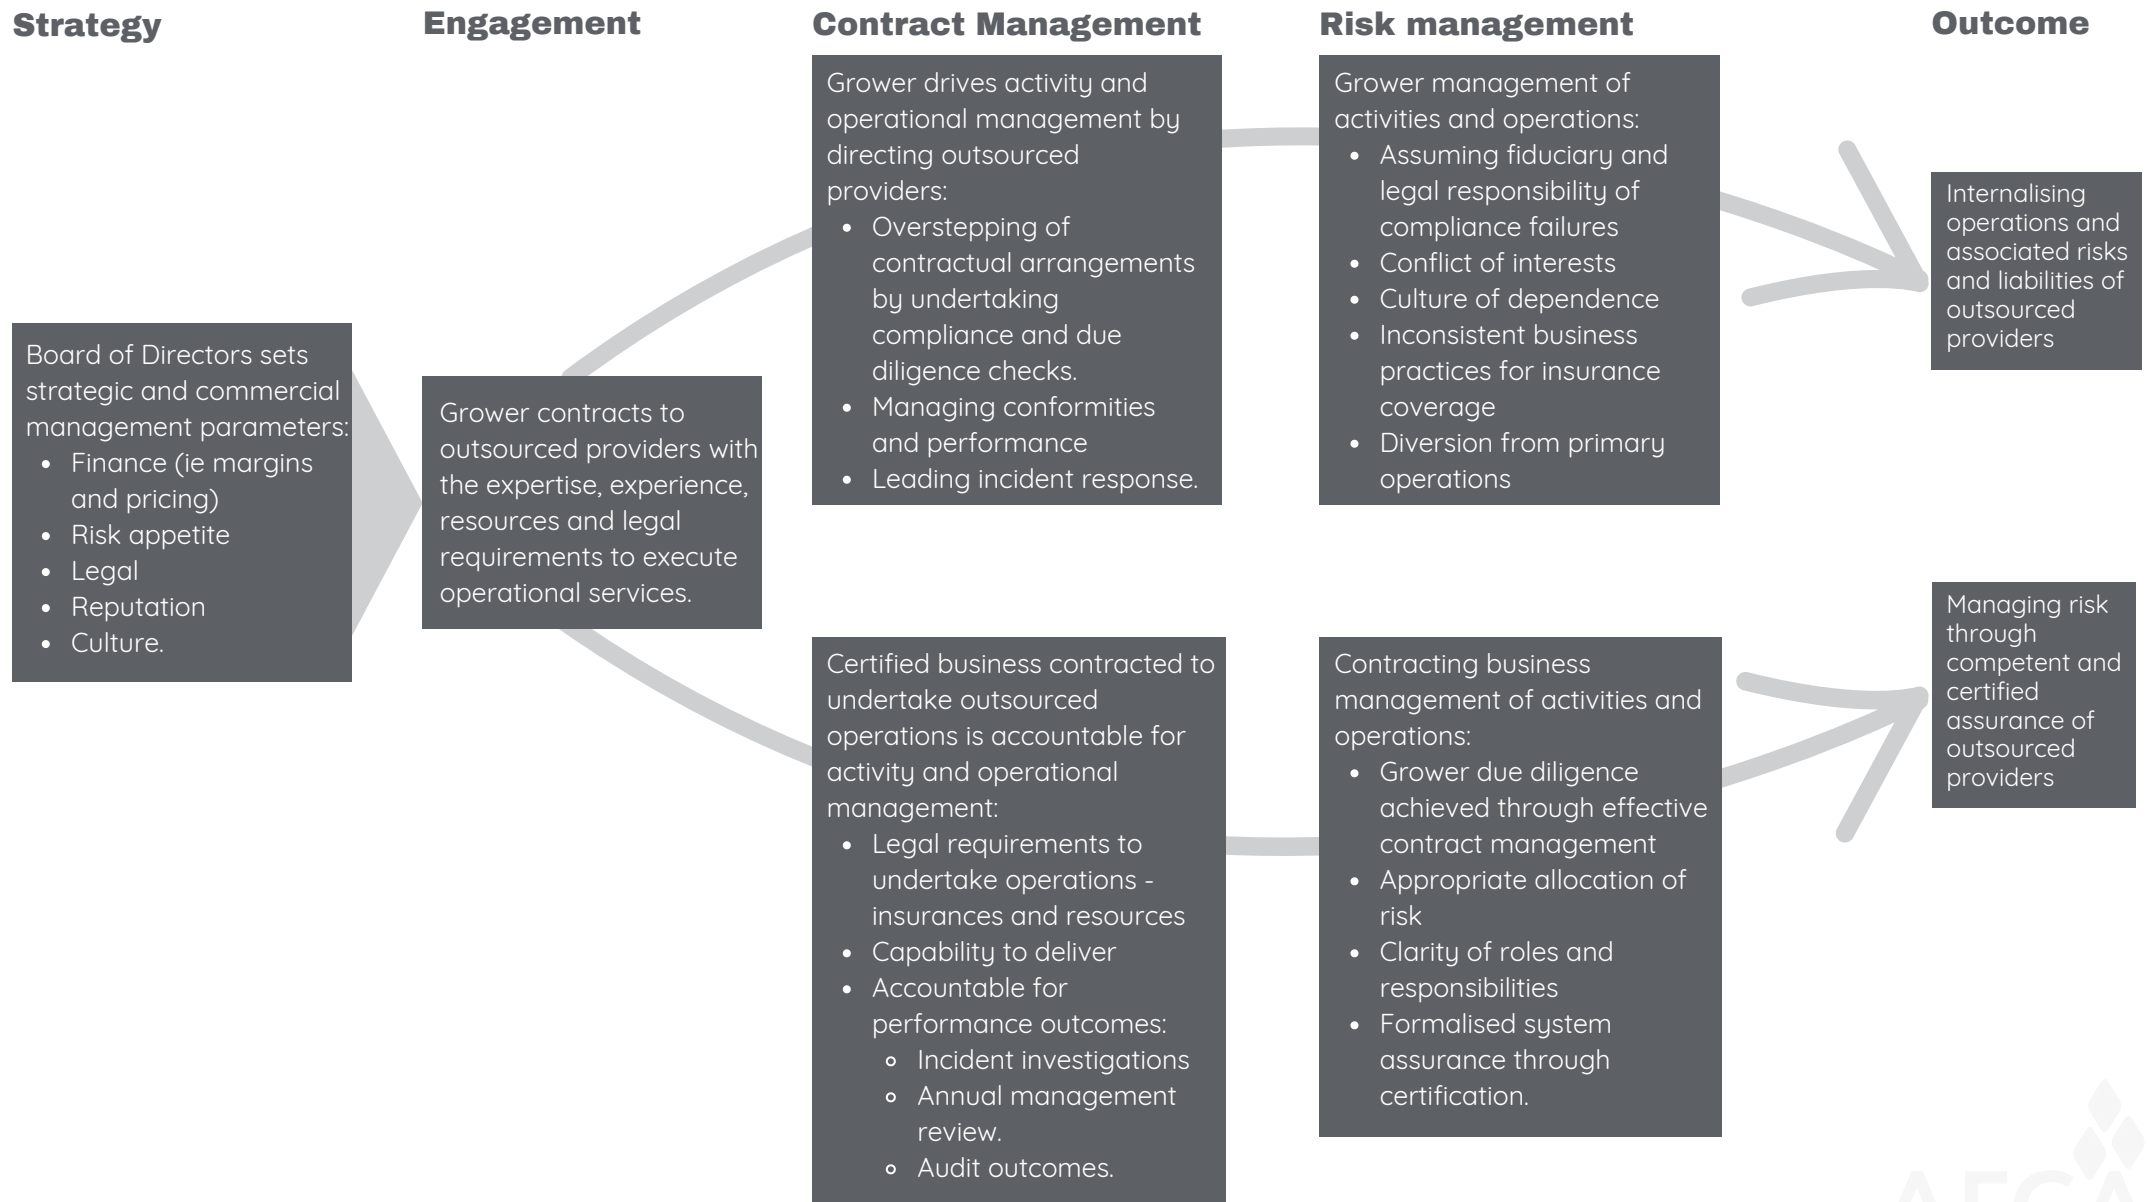 Strategy
Engagement
Contract Management
Risk management
Outcome
Board of Directors sets
strategic and commercial
management parameters:
• Finance (ie margins
and pricing)
• Risk appetite
• Legal
• Reputation
• Culture.
Grower contracts to
outsourced providers with
the expertise, experience,
resources and legal
requirements to execute
operational services.
Grower drives activity and
operational management by
directing outsourced
providers:
• Overstepping of
contractual arrangements
by undertaking
compliance and due
diligence checks.
• Managing conformities
and performance
• Leading incident response.
Grower management of
activities and operations:
• Assuming fiduciary and
legal responsibility of
compliance failures
• Conflict of interests
• Culture of dependence
• Inconsistent business
practices for insurance
coverage
• Diversion from primary
operations
Internalising
operations and
associated risks
and liabilities of
outsourced
providers
Certified business contracted to
undertake outsourced
operations is accountable for
activity and operational
management:
• Legal requirements to
undertake operations -
insurances and resources
• Capability to deliver
• Accountable for
performance outcomes:
◦ Incident investigations
◦ Annual management
review.
◦ Audit outcomes.
Contracting business
management of activities and
operations:
• Grower due diligence
achieved through effective
contract management
• Appropriate allocation of
risk
• Clarity of roles and
responsibilities
• Formalised system
assurance through
certification.
Managing risk
through
competent and
certified
assurance of
outsourced
providers